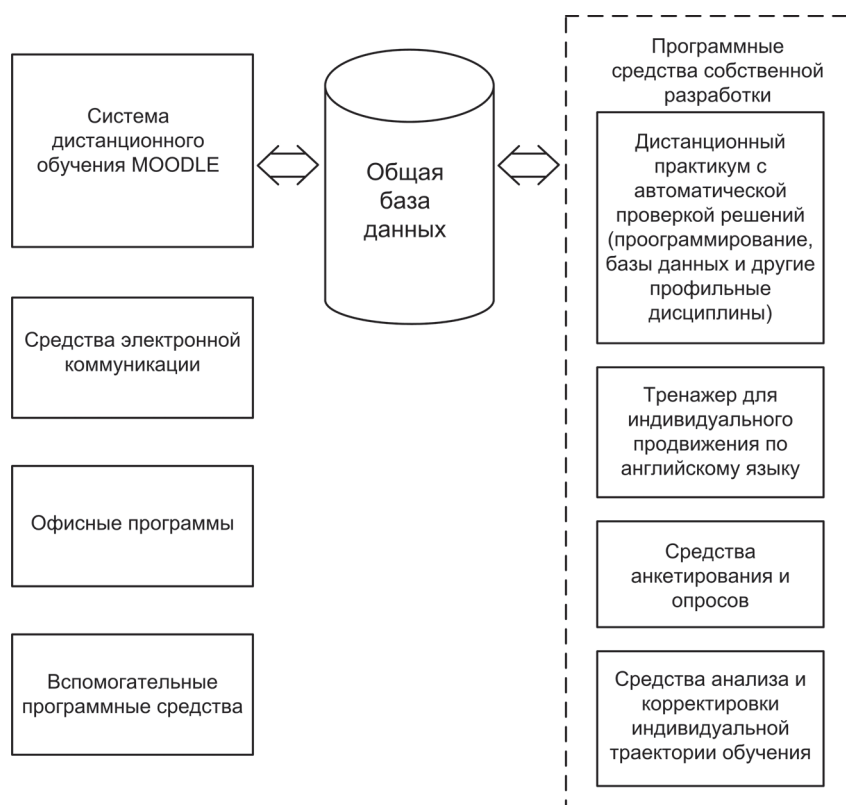 Система
дистанционного
обучения MOODLE
Средства электронной
коммуникации
Офисные программы
Вспомогательные
программные средства
Общая
база
данных
Программные
средства собственной
разработки
Дистанционный
практикум с
автоматической
проверкой решений
(проограммирование,
базы данных и другие
профильные
дисциплины)
Тренажер для
индивидуального
продвижения по
английскому языку
Средства
анкетирования и
опросов
Средства анализа и
корректировки
индивидуальной
траектории обучения